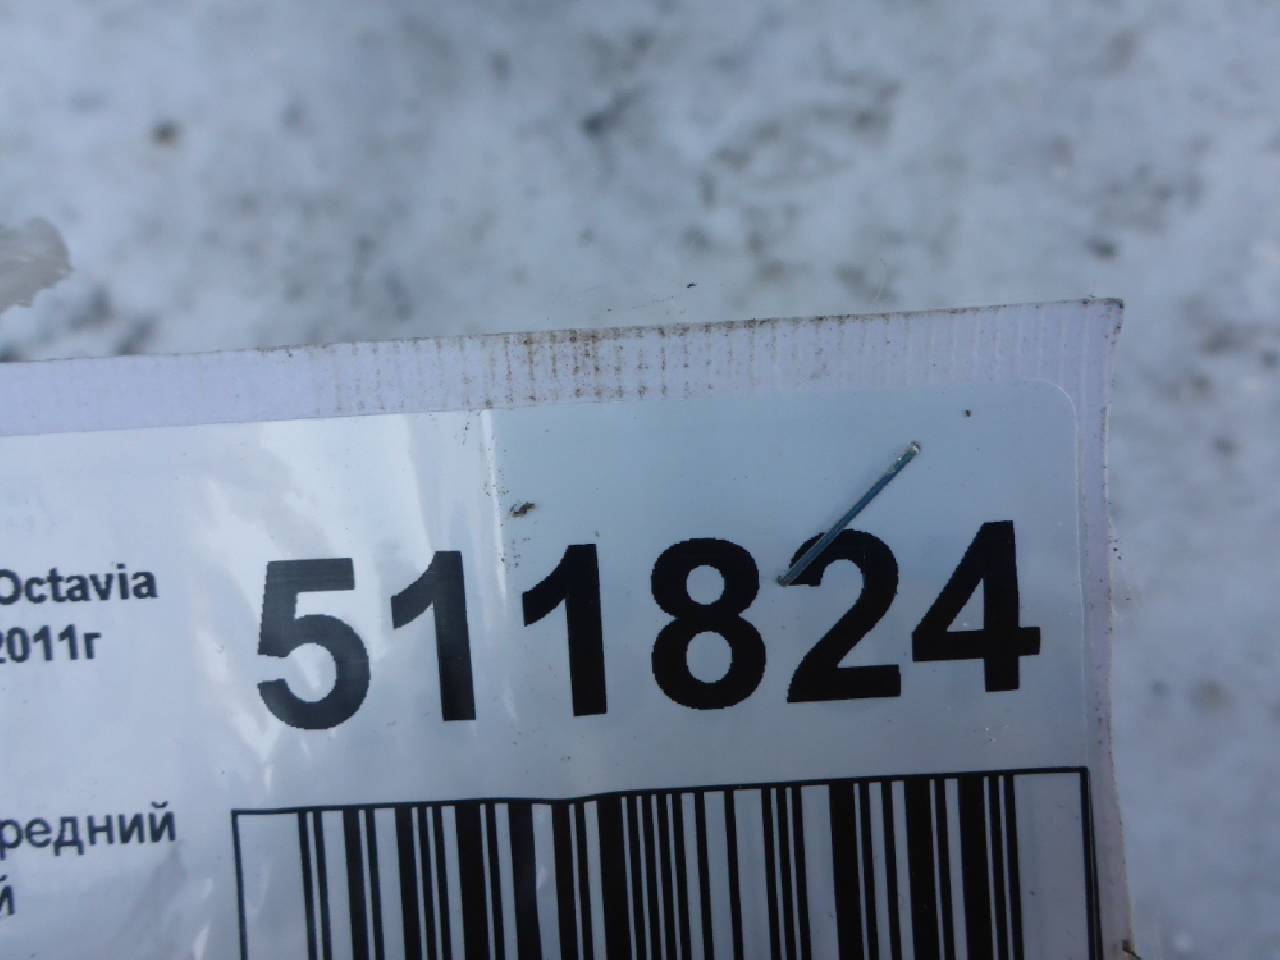 Octavia
2011г
511824
редний
й